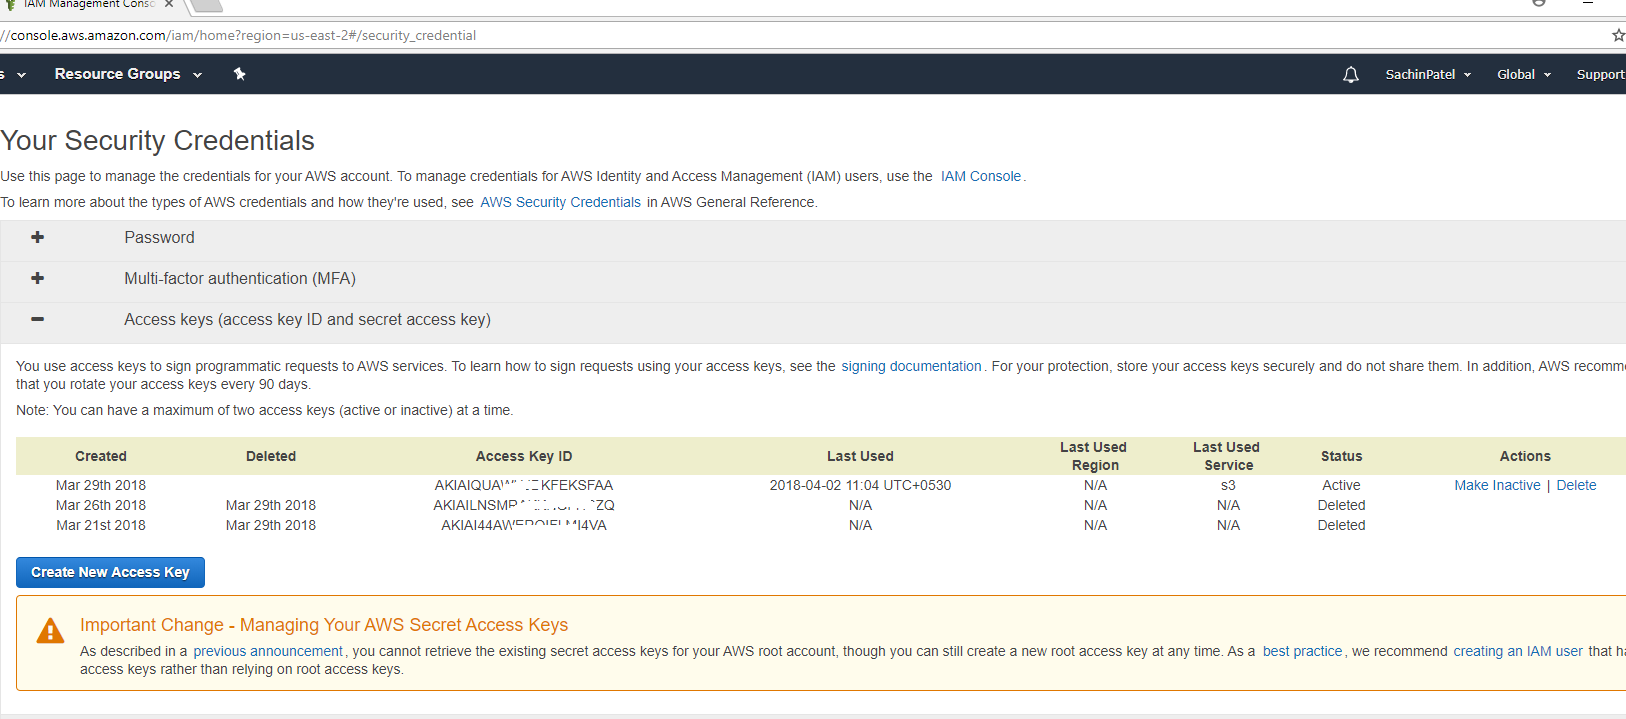 IAM Management Conso
//console.aws.amazon.com/iam/home?region=us-east-2#/security_credential
s Resource Groups SachinPatel Global Support
Your Security Credentials
Use this page to manage the credentials for your AWS account. To manage credentials for AWS Identity and Access Management (IAM) users, use the IAM Console.
To learn more about the types of AWS credentials and how they're used, see AWS Security Credentials in AWS General Reference.
Password
Multi-factor authentication (MFA)
Access keys (access key ID and secret access key)
You use access keys to sign programmatic requests to AWS services. To learn how to sign requests using your access keys, see the signing documentation. For your protection, store your access keys securely and do not share them. In addition, AWS recomm
that you rotate your access keys every 90 days.
Note: You can have a maximum of two access keys (active or inactive) at a time.
Created Deleted Access Key ID Last Used Last Used Region Last Used Service Status Actions
Mar 29th 2018 2018-04-02 11:04 UTC+0530 N/A s3 Active Make Inactive | Delete
Mar 26th 2018 Mar 29th 2018 N/A N/A N/A Deleted
Mar 21st 2018 Mar 29th 2018 N/A N/A N/A Deleted
Create New Access Key
Important Change - Managing Your AWS Secret Access Keys
As described in a previous announcement, you cannot retrieve the existing secret access keys for your AWS root account, though you can still create a new root access key at any time. As a best practice, we recommend creating an IAM user that ha
access keys rather than relying on root access keys.